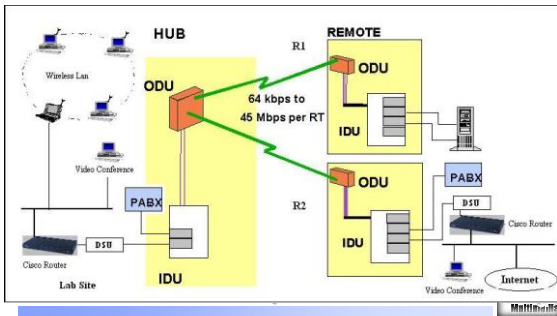 HUB
Wireless Lan
ODU
Video Conference
PABX
DSU
Cisco Router
Lab Site
IDU
64 kbps to
45 Mbps per RT
R1
REMOTE
ODU
IDU
R2
ODU
IDU
PABX
DSU
Cisco Router
Video Conference
Internet